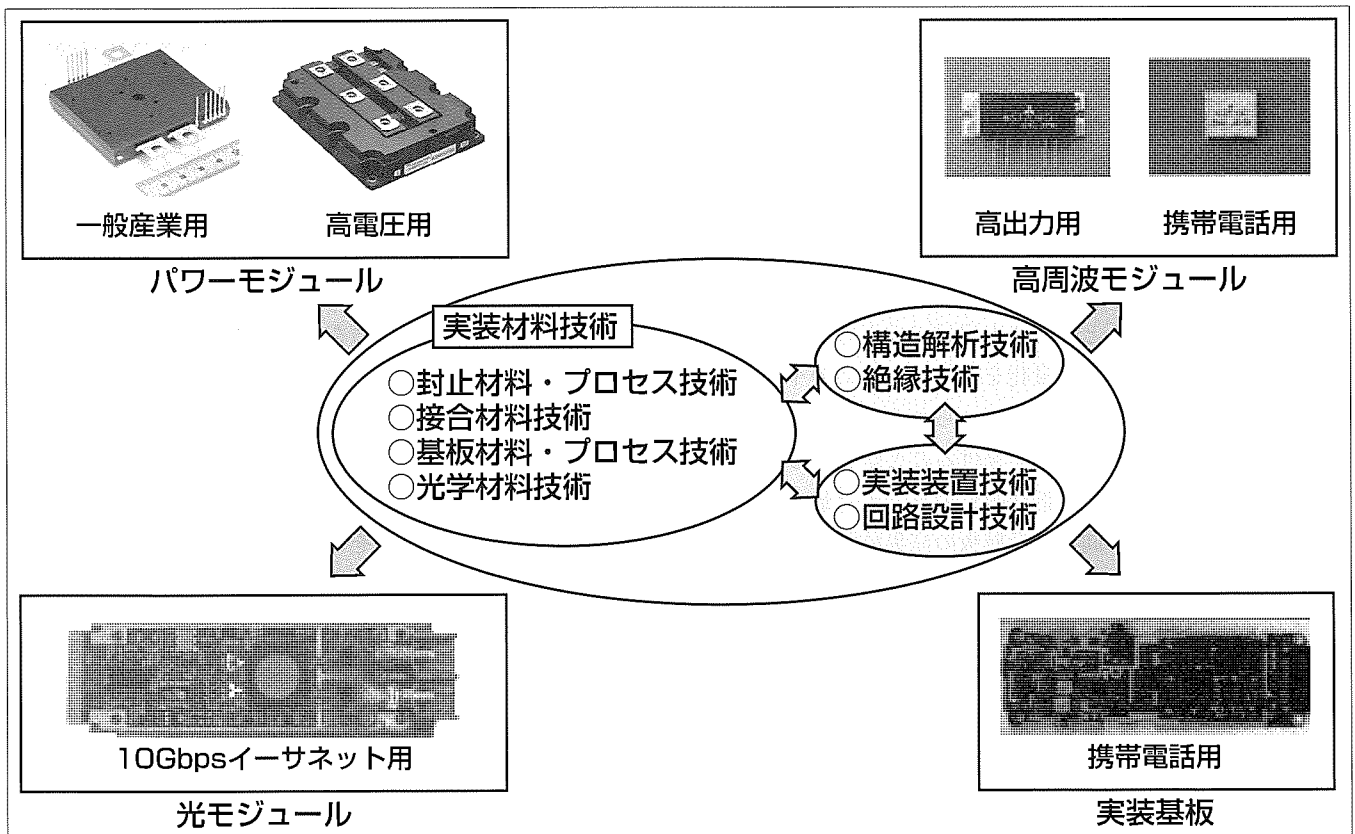 一般産業用
高電圧用
パワーモジュール
高出力用
携帯電話用
高周波モジュール
実装材料技術
○封止材料・プロセス技術
○接合材料技術
○基板材料・プロセス技術
○光学材料技術
○構造解析技術
○絶縁技術
○実装装置技術
○回路設計技術
10Gbpsイーサネット用
光モジュール
携帯電話用
実装基板